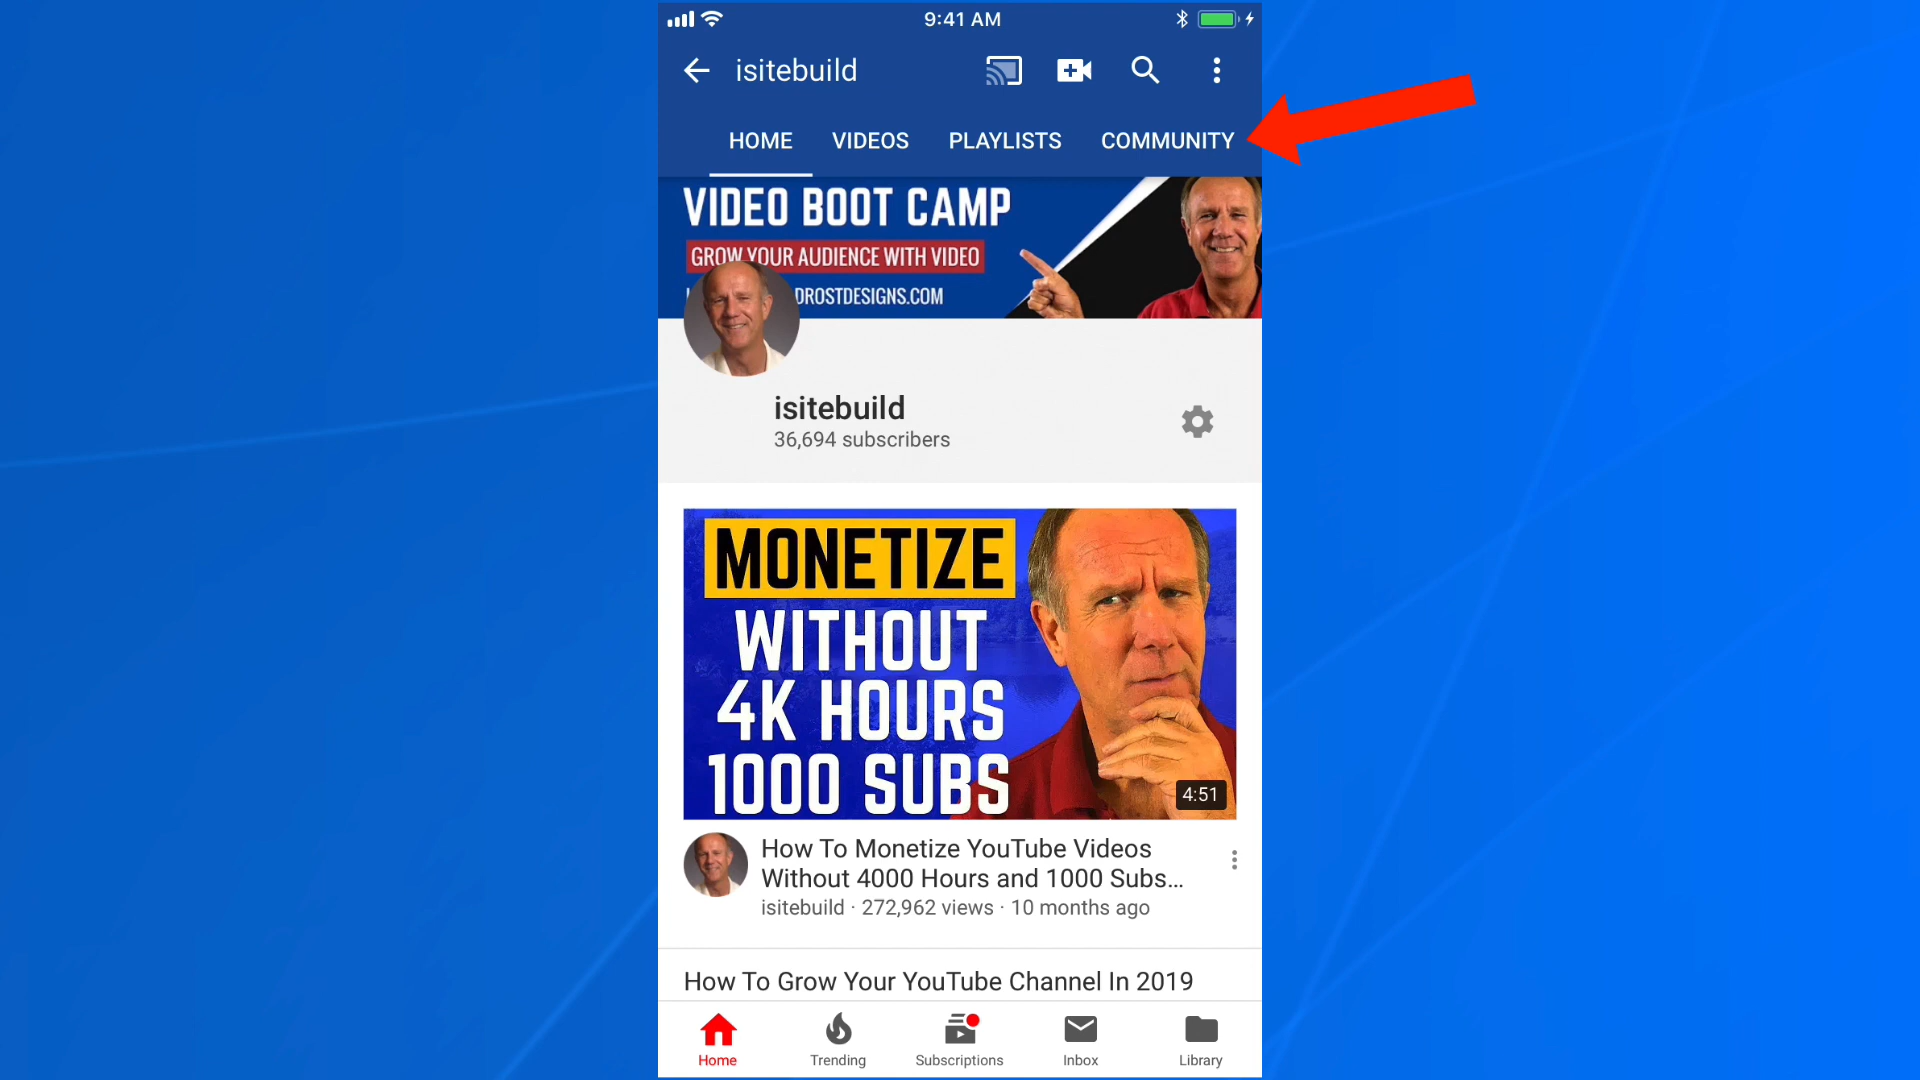 9:41 AM
isitebuild
HOME VIDEOS PLAYLISTS COMMUNITY
VIDEO BOOT CAMP
GROW YOUR AUDIENCE WITH VIDEO
DROSTDESIGNS.COM
isitebuild
36,694 subscribers
MONETIZE
WITHOUT
4K HOURS
1000 SUBS
4:51
How To Monetize YouTube Videos
Without 4000 Hours and 1000 Subs...
isitebuild · 272,962 views · 10 months ago
How To Grow Your YouTube Channel In 2019
Home Trending Subscriptions Inbox Library